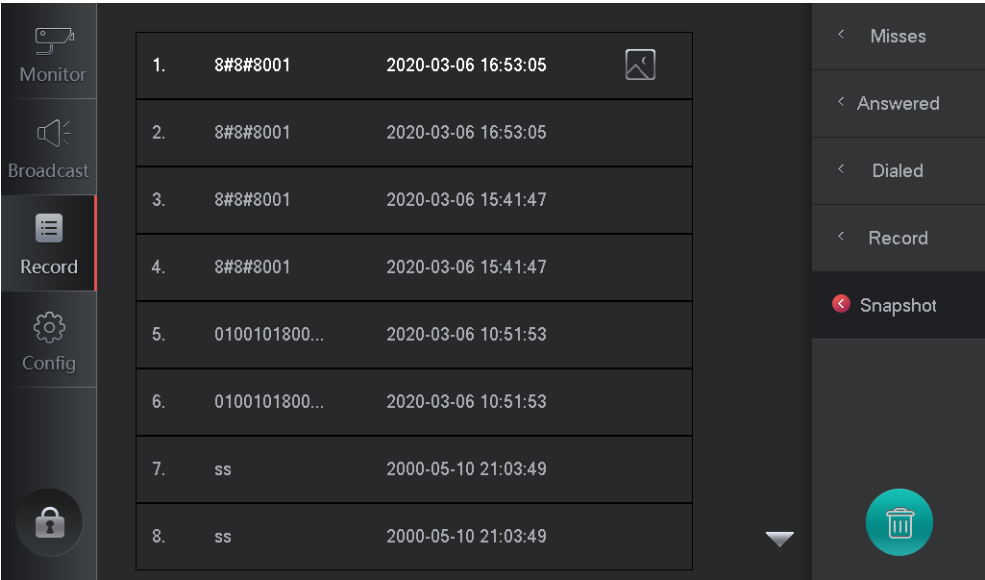 Monitor
Broadcast
Record
Config
1. 8#8#8001 2020-03-06 16:53:05
2. 8#8#8001 2020-03-06 16:53:05
3. 8#8#8001 2020-03-06 15:41:47
4. 8#8#8001 2020-03-06 15:41:47
5. 0100101800... 2020-03-06 10:51:53
6. 0100101800... 2020-03-06 10:51:53
7. ss 2000-05-10 21:03:49
8. ss 2000-05-10 21:03:49
Misses
Answered
Dialed
Record
Snapshot